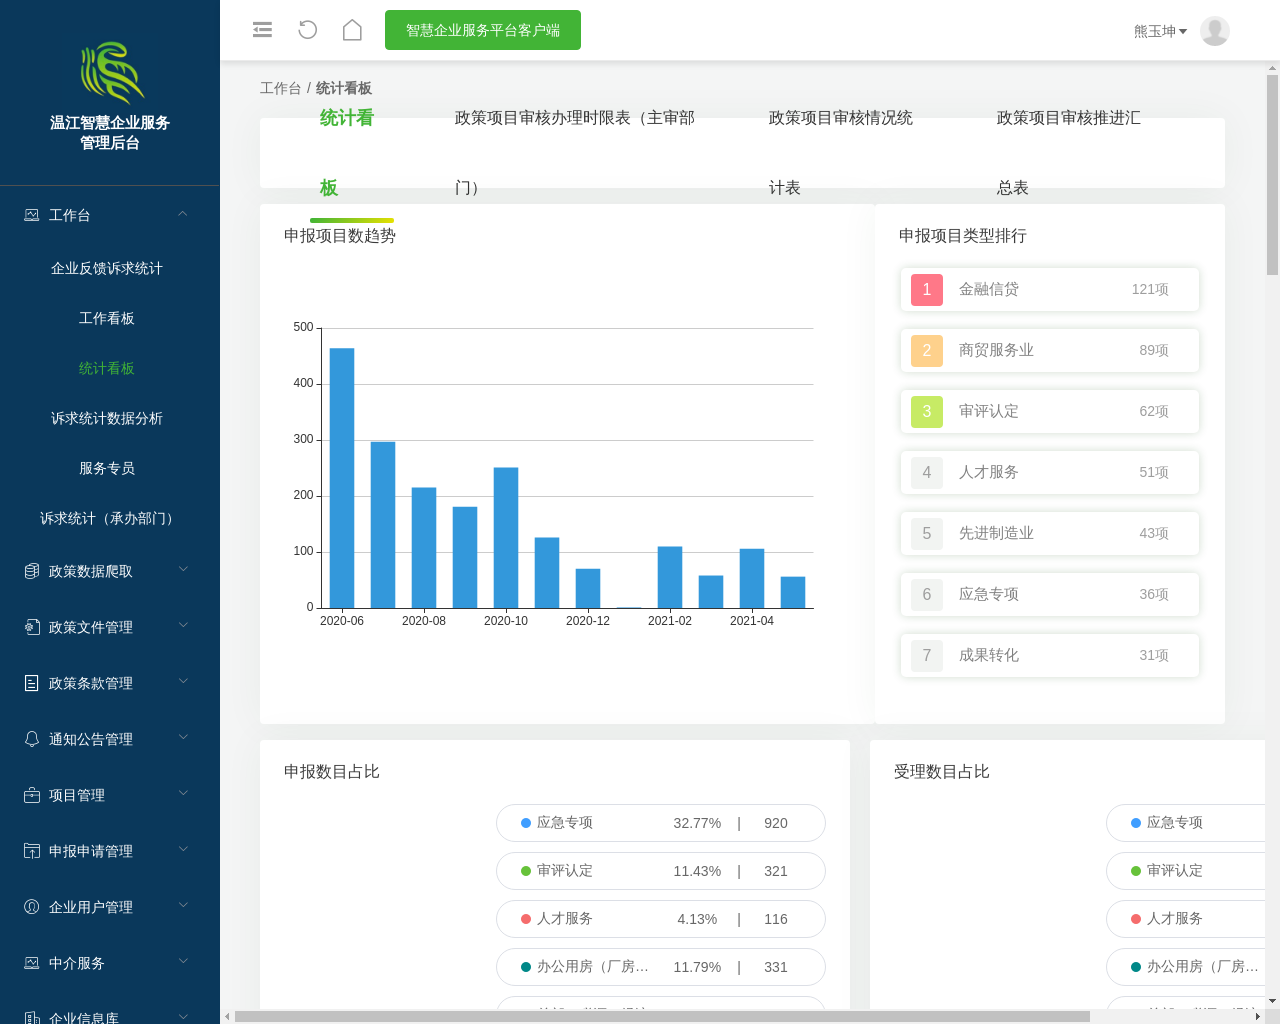 温江智慧企业服务
管理后台
工作台
企业反馈诉求统计
工作看板
统计看板
诉求统计数据分析
服务专员
诉求统计（承办部门）
政策数据爬取
政策文件管理
政策条款管理
通知公告管理
项目管理
申报申请管理
企业用户管理
中介服务
企业信息库
智慧企业服务平台客户端
熊玉坤
工作台 / 统计看板
统计看
板
政策项目审核办理时限表（主审部
门）
政策项目审核情况统
计表
政策项目审核推进汇
总表
申报项目数趋势
500
400
300
200
100
0
2020-06 2020-08 2020-10 2020-12 2021-02 2021-04
申报项目类型排行
1 金融信贷 121项
2 商贸服务业 89项
3 审评认定 62项
4 人才服务 51项
5 先进制造业 43项
6 应急专项 36项
7 成果转化 31项
申报数目占比
应急专项 32.77% | 920
审评认定 11.43% | 321
人才服务 4.13% | 116
办公用房（厂房… 11.79% | 331
受理数目占比
应急专项
审评认定
人才服务
办公用房（厂房…